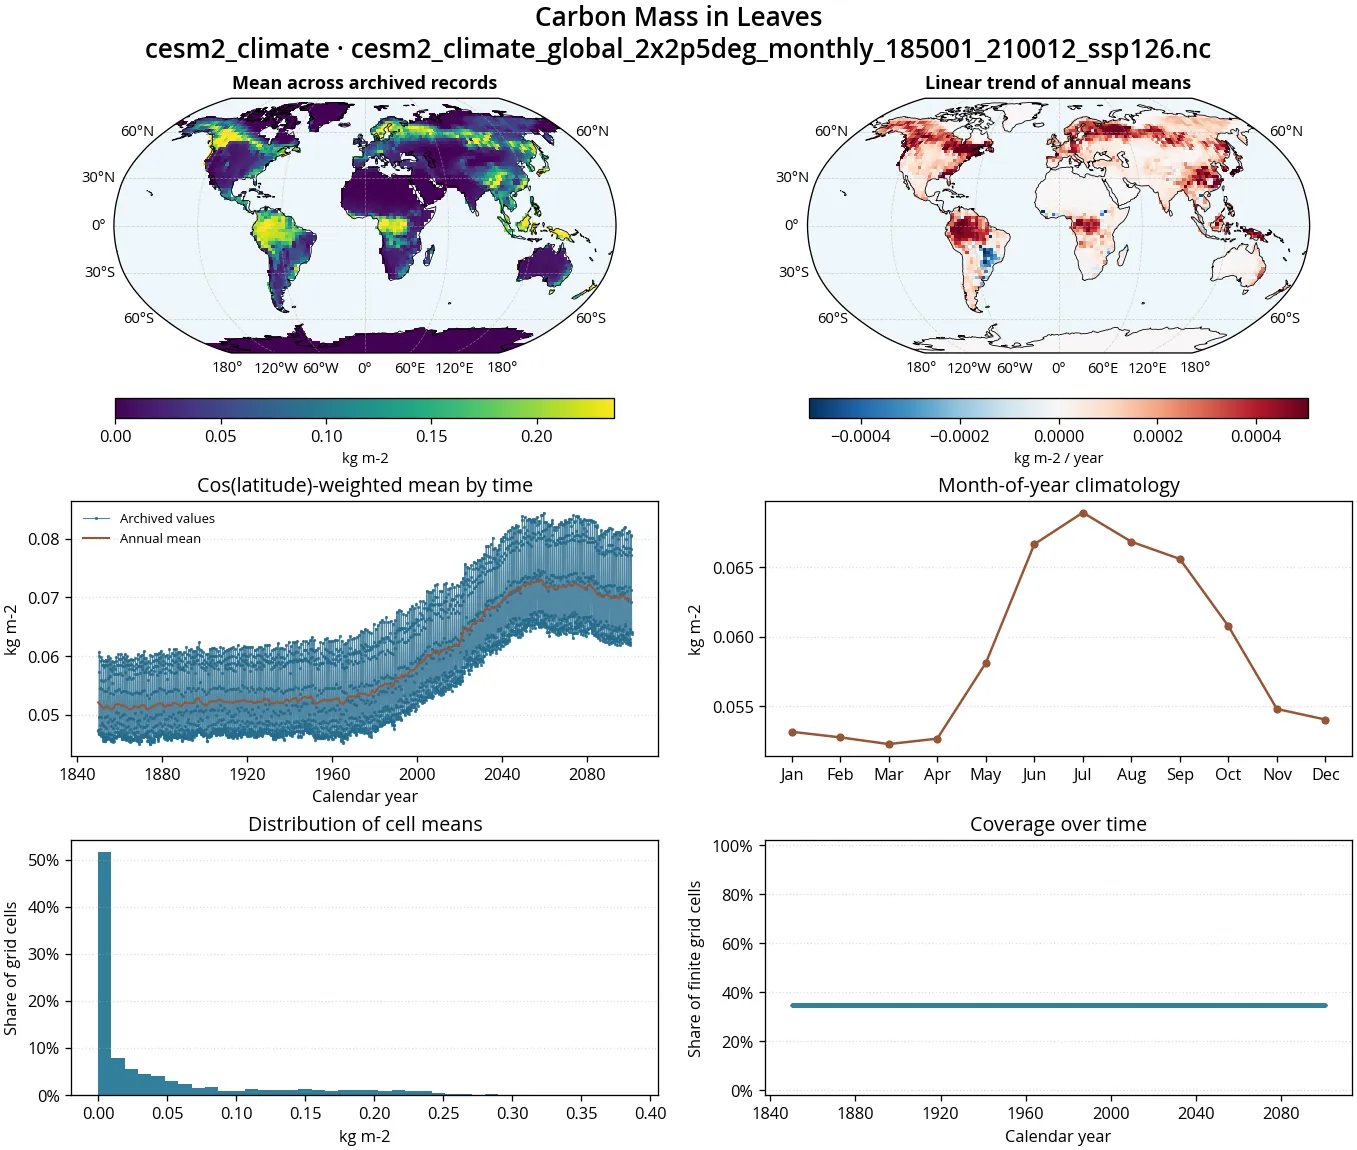 Carbon Mass in Leaves
cesm2_climate · cesm2_climate_global_2x2p5deg_monthly_185001_210012_ssp126.nc
Mean across archived records
60°N 60°N
30°N
0°
30°S
60°S 60°S
180° 120°W 60°W 0° 60°E 120°E 180°
0.00 0.05 0.10 0.15 0.20
kg m-2
Linear trend of annual means
60°N 60°N
30°N
0°
30°S
60°S 60°S
180° 120°W 60°W 0° 60°E 120°E 180°
−0.0004 −0.0002 0.0000 0.0002 0.0004
kg m-2 / year
Cos(latitude)-weighted mean by time
Archived values
Annual mean
kg m-2
0.08
0.07
0.06
0.05
1840 1880 1920 1960 2000 2040 2080
Calendar year
Month-of-year climatology
kg m-2
0.065
0.060
0.055
Jan Feb Mar Apr May Jun Jul Aug Sep Oct Nov Dec
Distribution of cell means
Share of grid cells
50%
40%
30%
20%
10%
0%
0.00 0.05 0.10 0.15 0.20 0.25 0.30 0.35 0.40
kg m-2
Coverage over time
Share of finite grid cells
100%
80%
60%
40%
20%
0%
1840 1880 1920 1960 2000 2040 2080
Calendar year